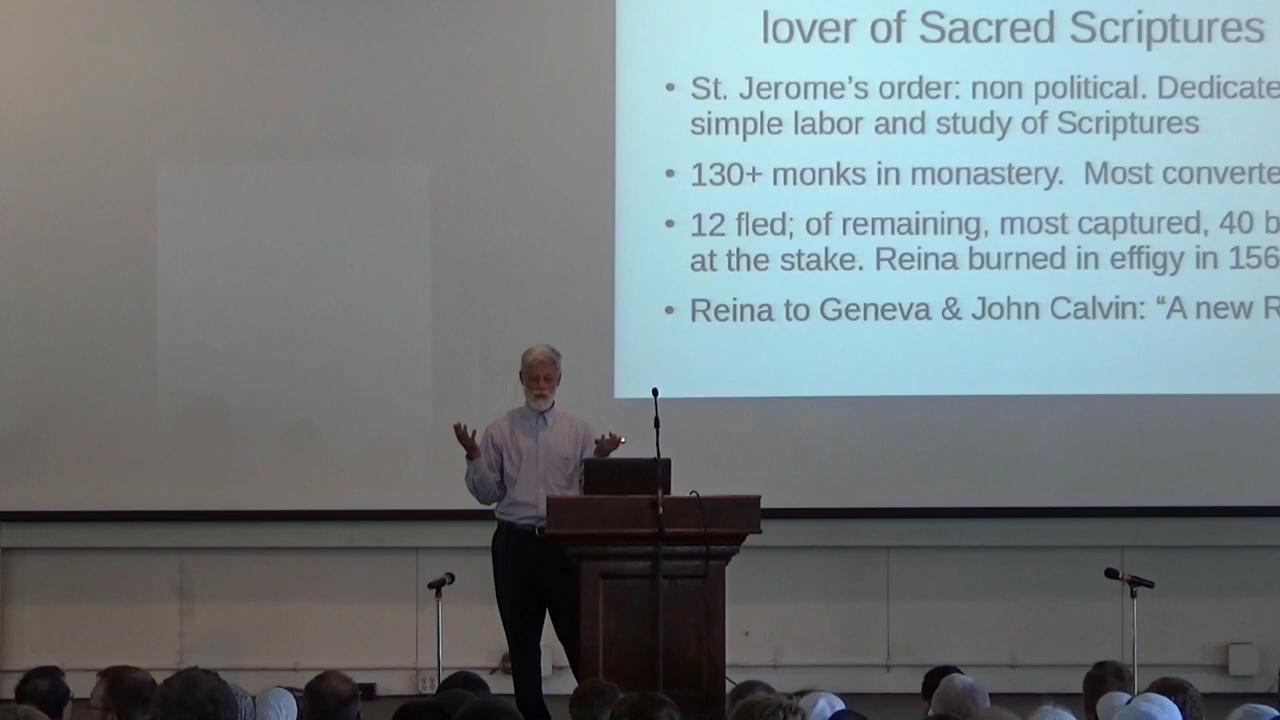 lover of Sacred Scriptures
• St. Jerome’s order: non political. Dedicate
simple labor and study of Scriptures
• 130+ monks in monastery.  Most converte
• 12 fled; of remaining, most captured, 40 b
at the stake. Reina burned in effigy in 156
• Reina to Geneva & John Calvin: “A new R